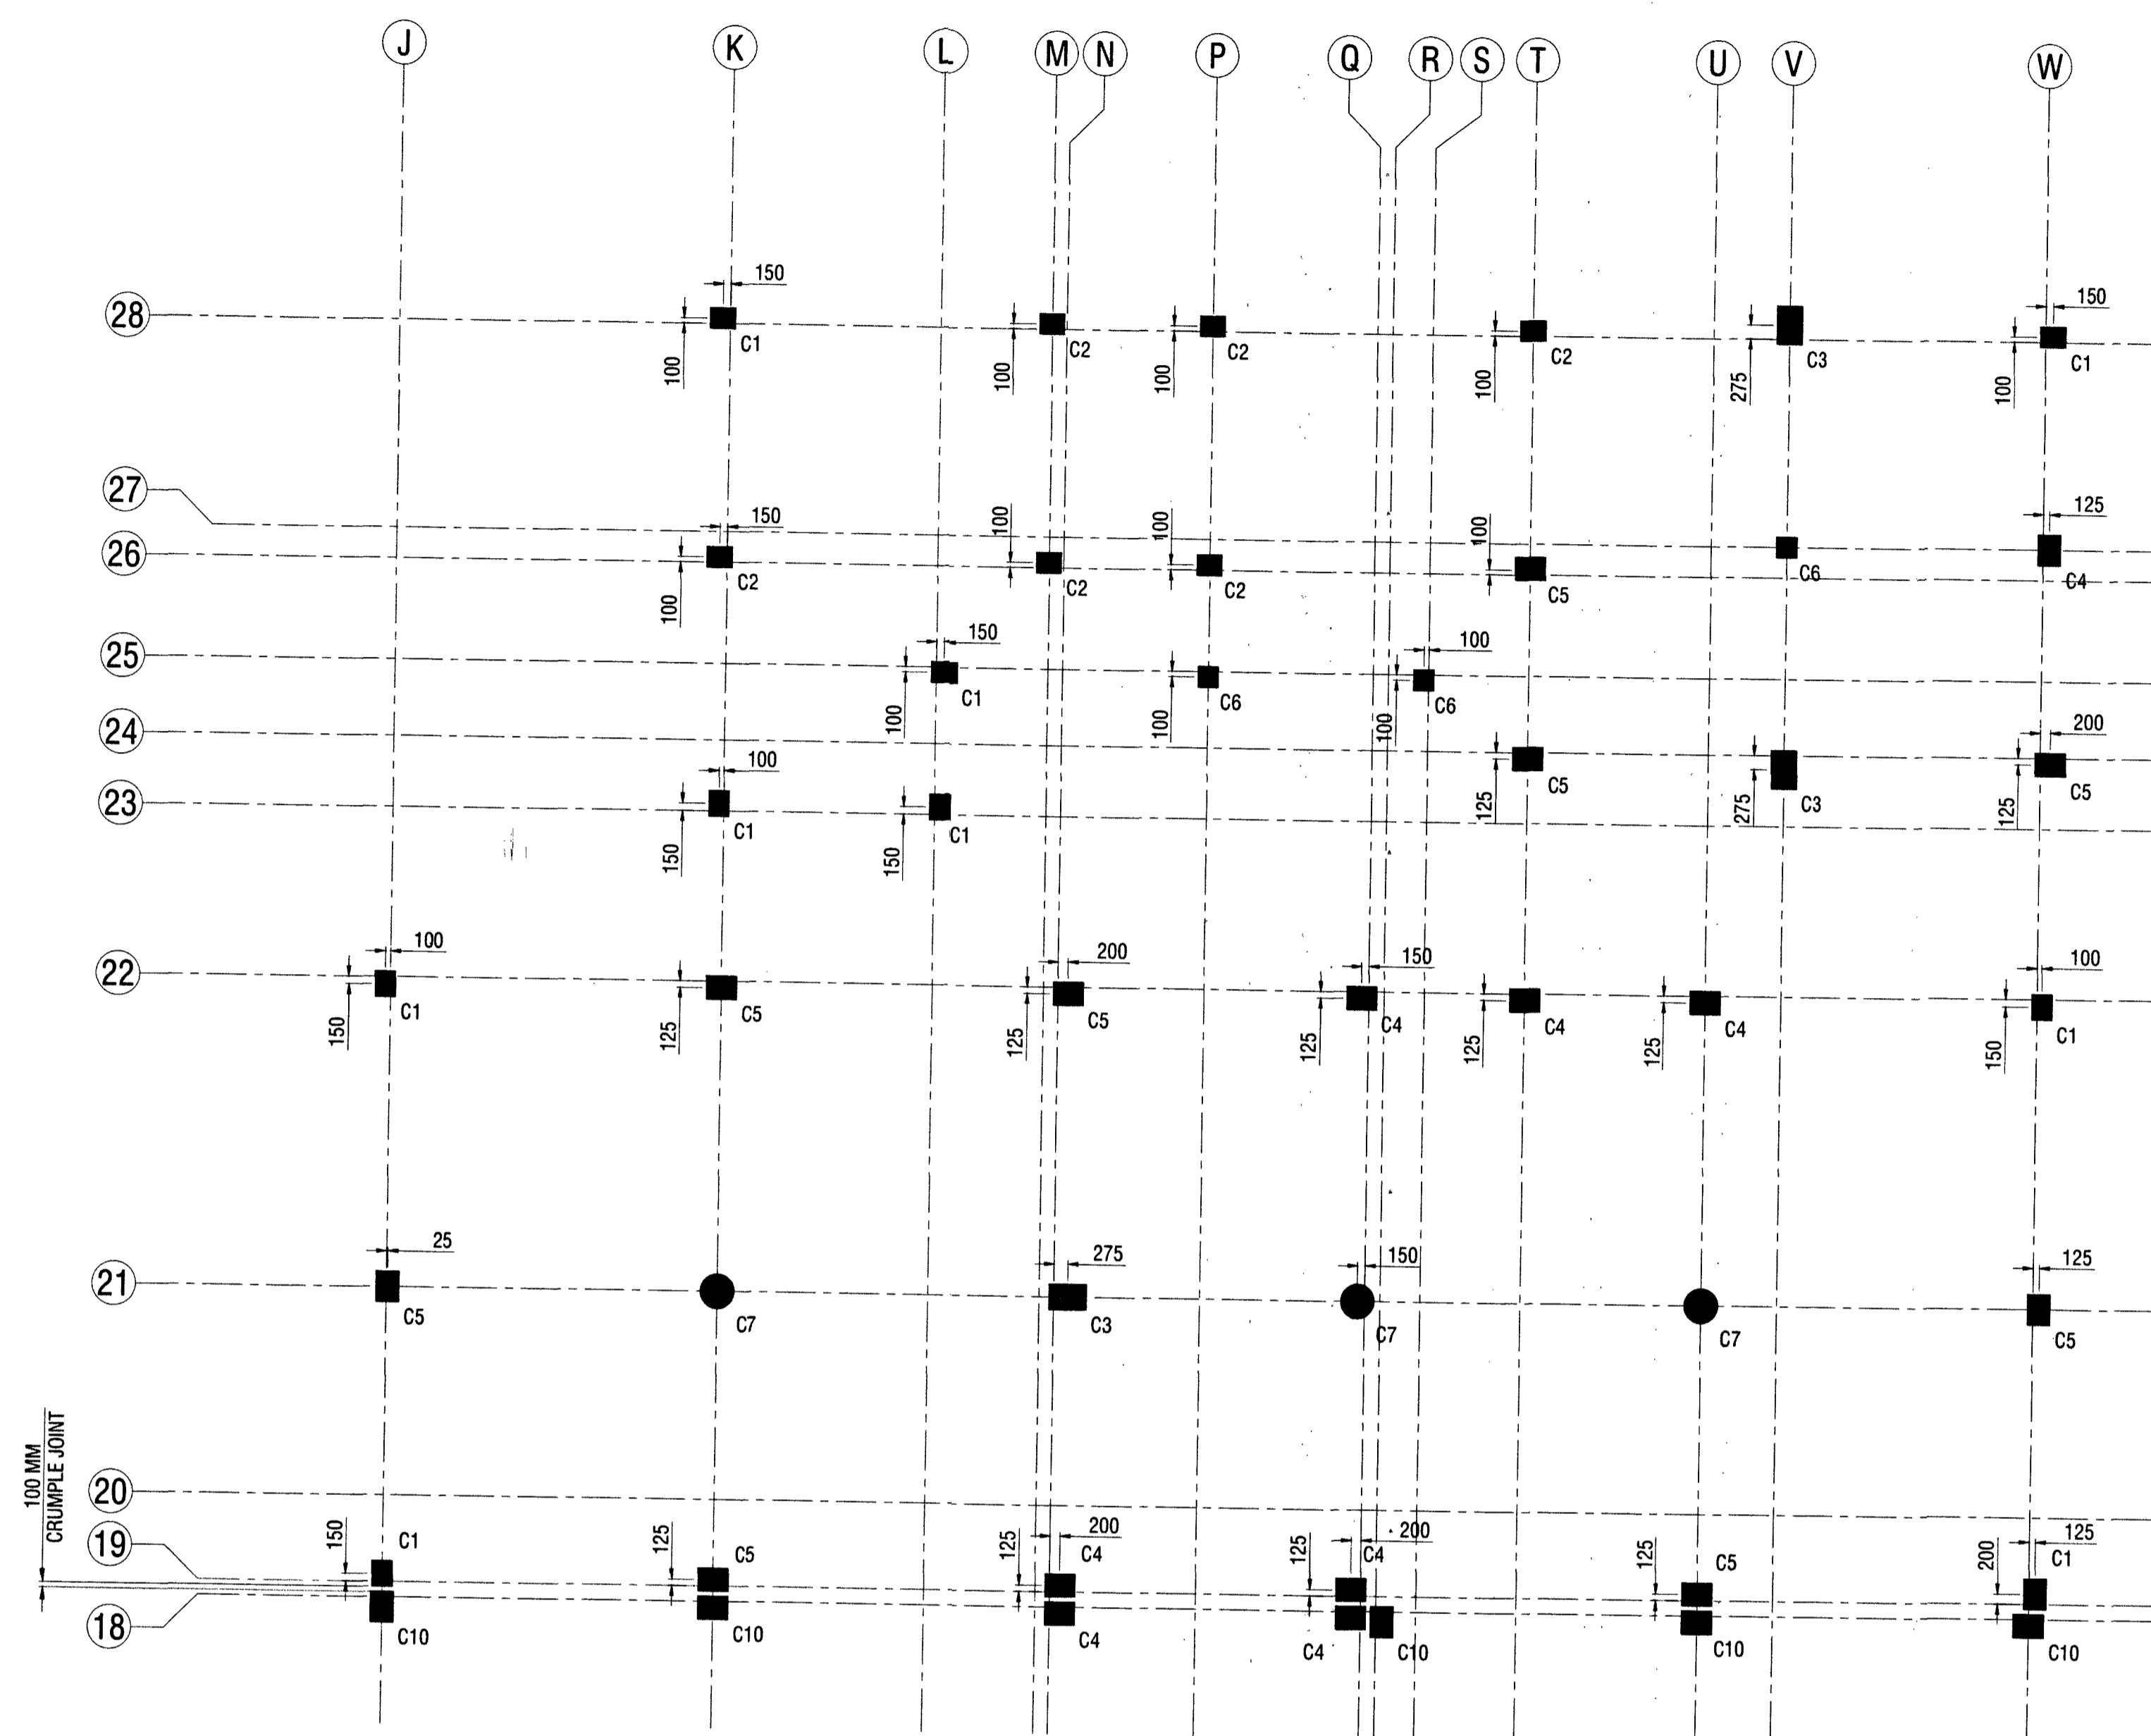 J K L M N P Q R S T U V W
150 150
28
C1 C2 C2 C2 C3 C1
100 100 100 100 275 100
27
150 100 100 100 125
26
C2 C2 C2 C5 C6 C4
100
150 100
25
C1 C6 C6
100 100 100
24
200
C5 C3 C5
125 275 125
100
23
C1 C1
150 150
100 200 150 100
22
C1 C5 C5 C4 C4 C4 C1
150 125 125 125 125 125 150
25 275 150 125
21
C5 C7 C3 C7 C7 C5
100 MM
CRUMPLE JOINT
20
19
150 125 125 200 125 200 125 200 125
C1 C5 C4 C4 C5 C1
18
C10 C10 C4 C4 C10 C10 C10